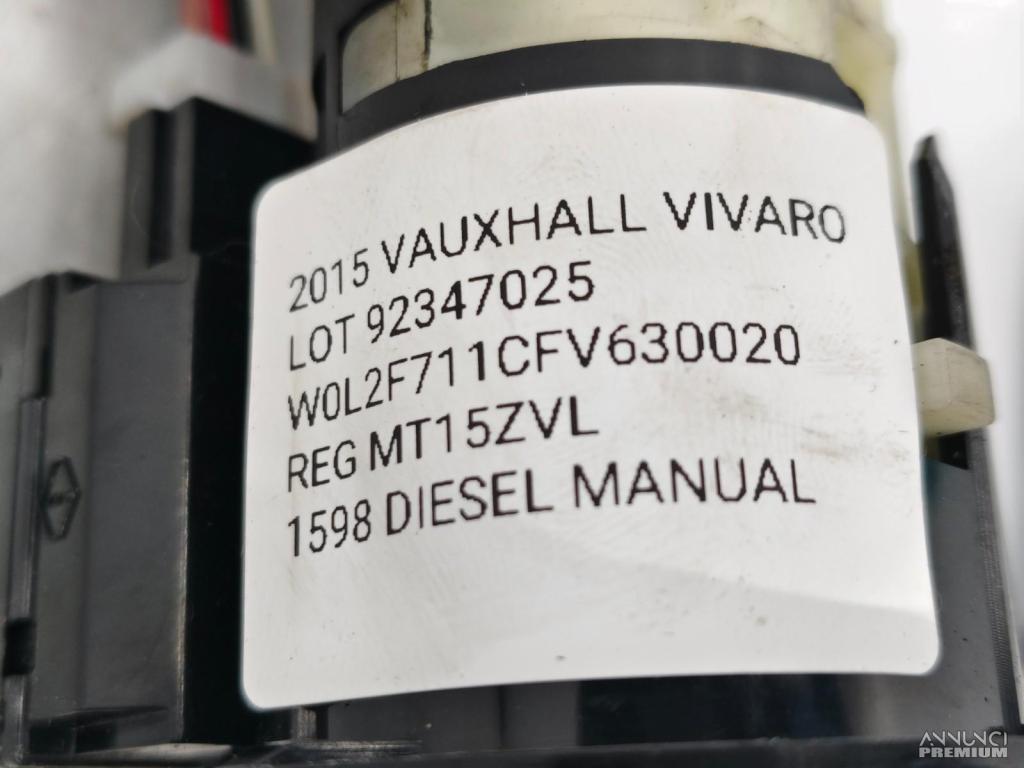 2015 VAUXHALL VIVARO
LOT 92347025
W0L2F711CFV630020
REG MT15ZVL
1598 DIESEL MANUAL
ANNUNCI
PREMIUM